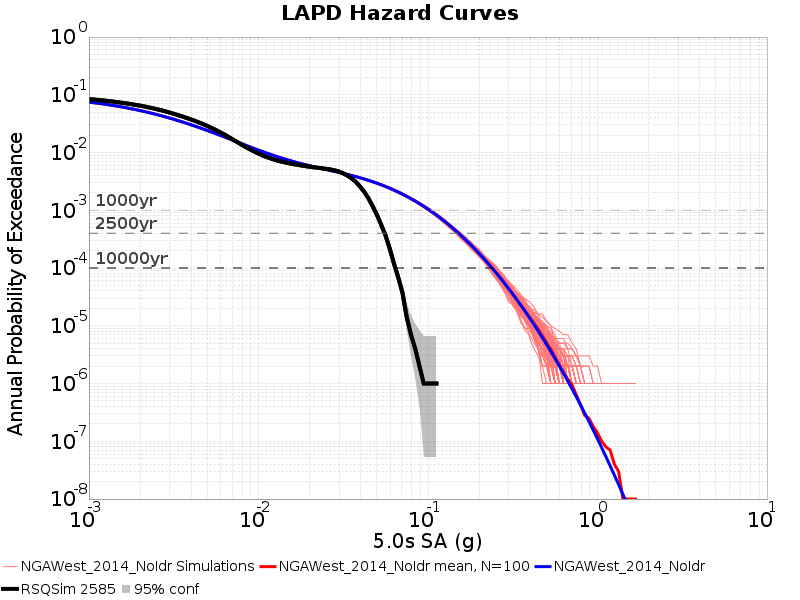 LAPD Hazard Curves
Annual Probability of Exceedance
10^0
10^-1
10^-2
10^-3
10^-4
10^-5
10^-6
10^-7
10^-8
1000yr
2500yr
10000yr
10^-3 10^-2 10^-1 10^0 10^1
5.0s SA (g)
NGAWest_2014_NoIdr Simulations NGAWest_2014_NoIdr mean, N=100 NGAWest_2014_NoIdr
RSQSim 2585 95% conf